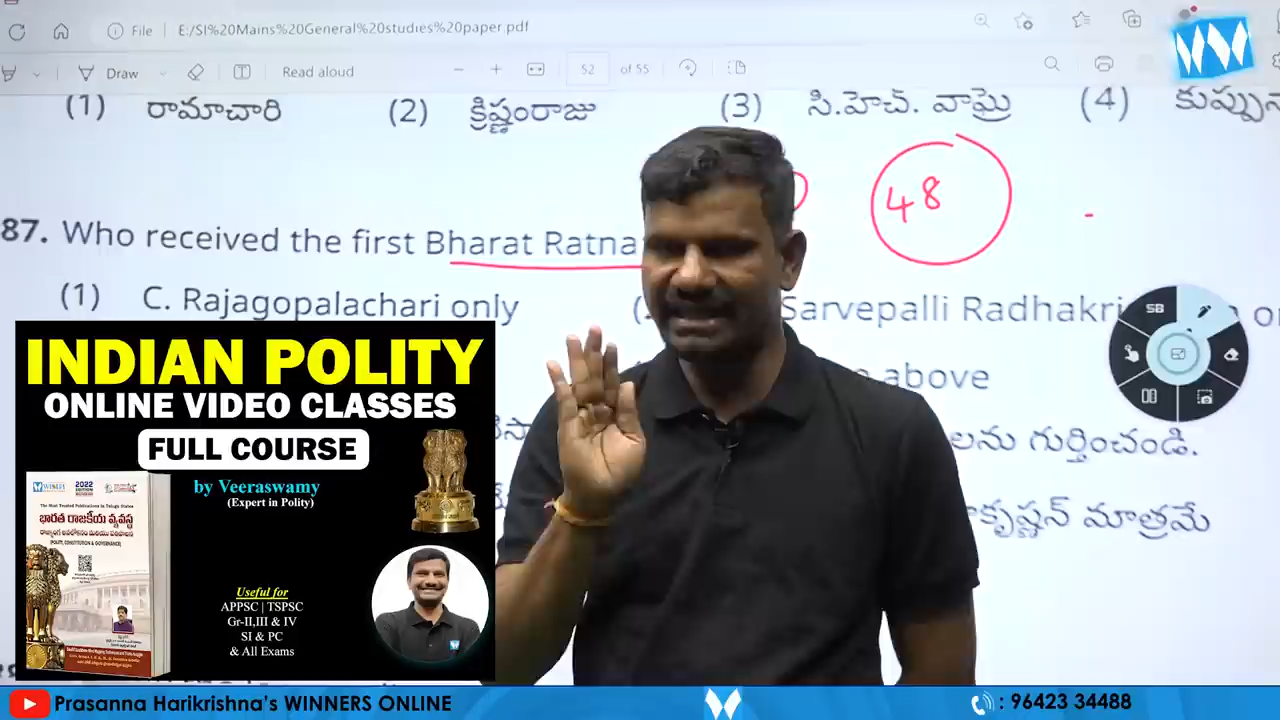 File E:/SI%20Mains%20General%20studies%20paper.pdf
Draw
Read aloud
52 of 55
(1) రామాచారి (2) క్రిష్ణంరాజు (3) సి.హెచ్. వాఘ్రె (4)
48
87. Who received the first Bharat Ratna
(1) C. Rajagopalachari only
Sarvepalli
above
లను గుర్తించండి.
మాత్రమే
SB
INDIAN POLITY
ONLINE VIDEO CLASSES
FULL COURSE
by Veeraswamy
(Expert in Polity)
2022
భారత రాజకీయ వ్యవస్థ
Useful for
APPSC | TSPSC
Gr-II,III & IV
SI & PC
& All Exams
Prasanna Harikrishna's WINNERS ONLINE
: 96423 34488